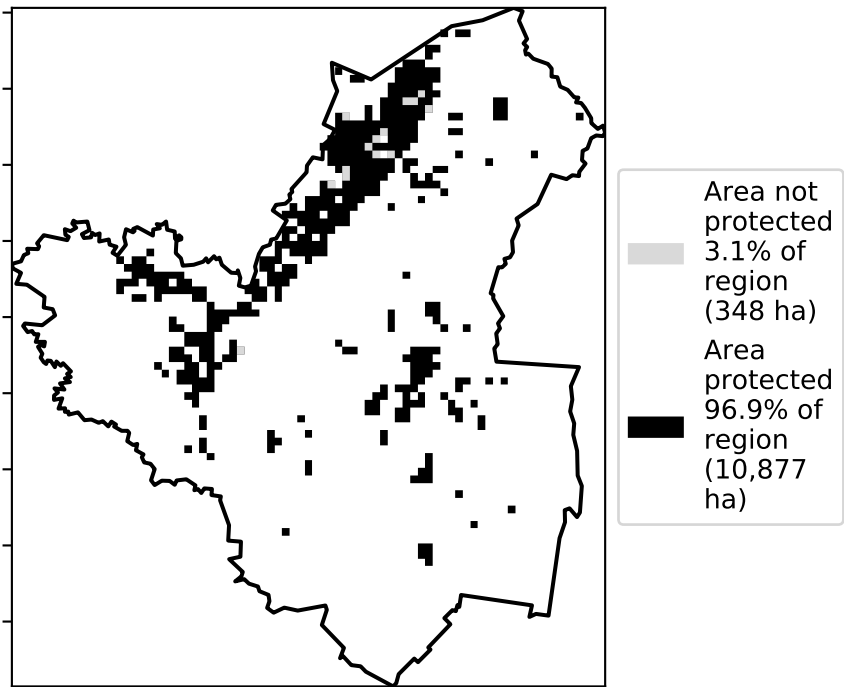 Area not
protected
3.1% of
region
(348 ha)
Area
protected
96.9% of
region
(10,877
ha)